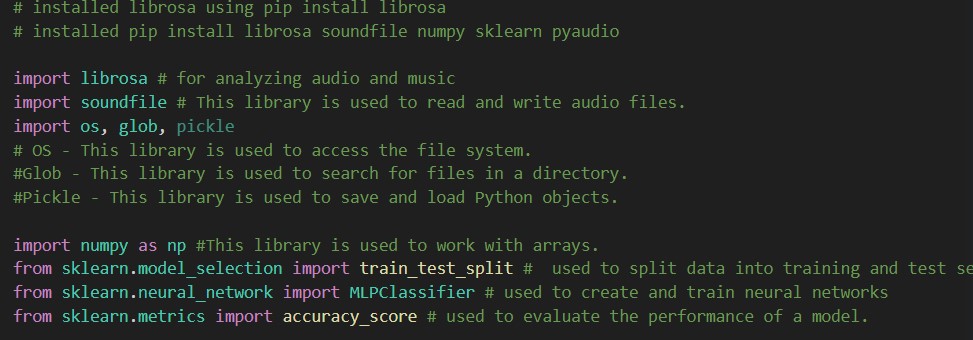 # installed librosa using pip install librosa
# installed pip install librosa soundfile numpy sklearn pyaudio
import librosa # for analyzing audio and music
import soundfile # This library is used to read and write audio files.
import os, glob, pickle
# OS - This library is used to access the file system.
#Glob - This library is used to search for files in a directory.
#Pickle - This library is used to save and load Python objects.
import numpy as np #This library is used to work with arrays.
from sklearn.model_selection import train_test_split #  used to split data into training and test se
from sklearn.neural_network import MLPClassifier # used to create and train neural networks
from sklearn.metrics import accuracy_score # used to evaluate the performance of a model.